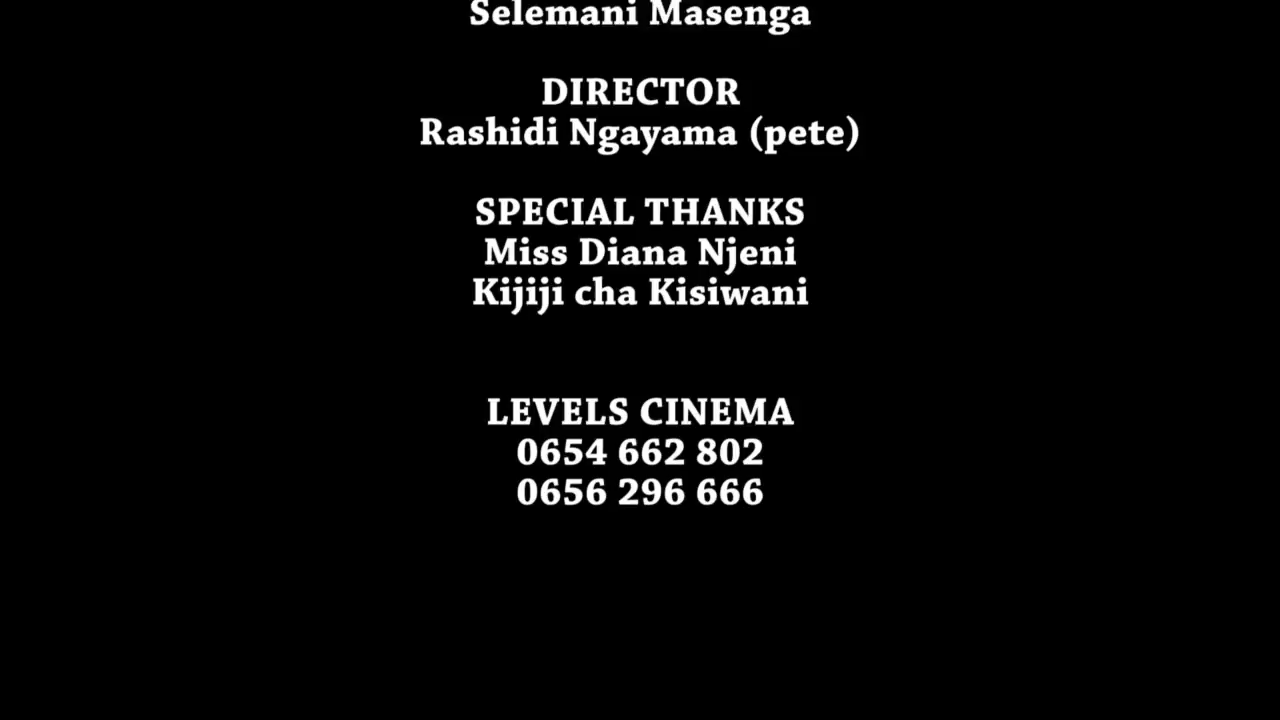 Selemani Masenga
DIRECTOR
Rashidi Ngayama (pete)
SPECIAL THANKS
Miss Diana Njeni
Kijiji cha Kisiwani
LEVELS CINEMA
0654 662 802
0656 296 666